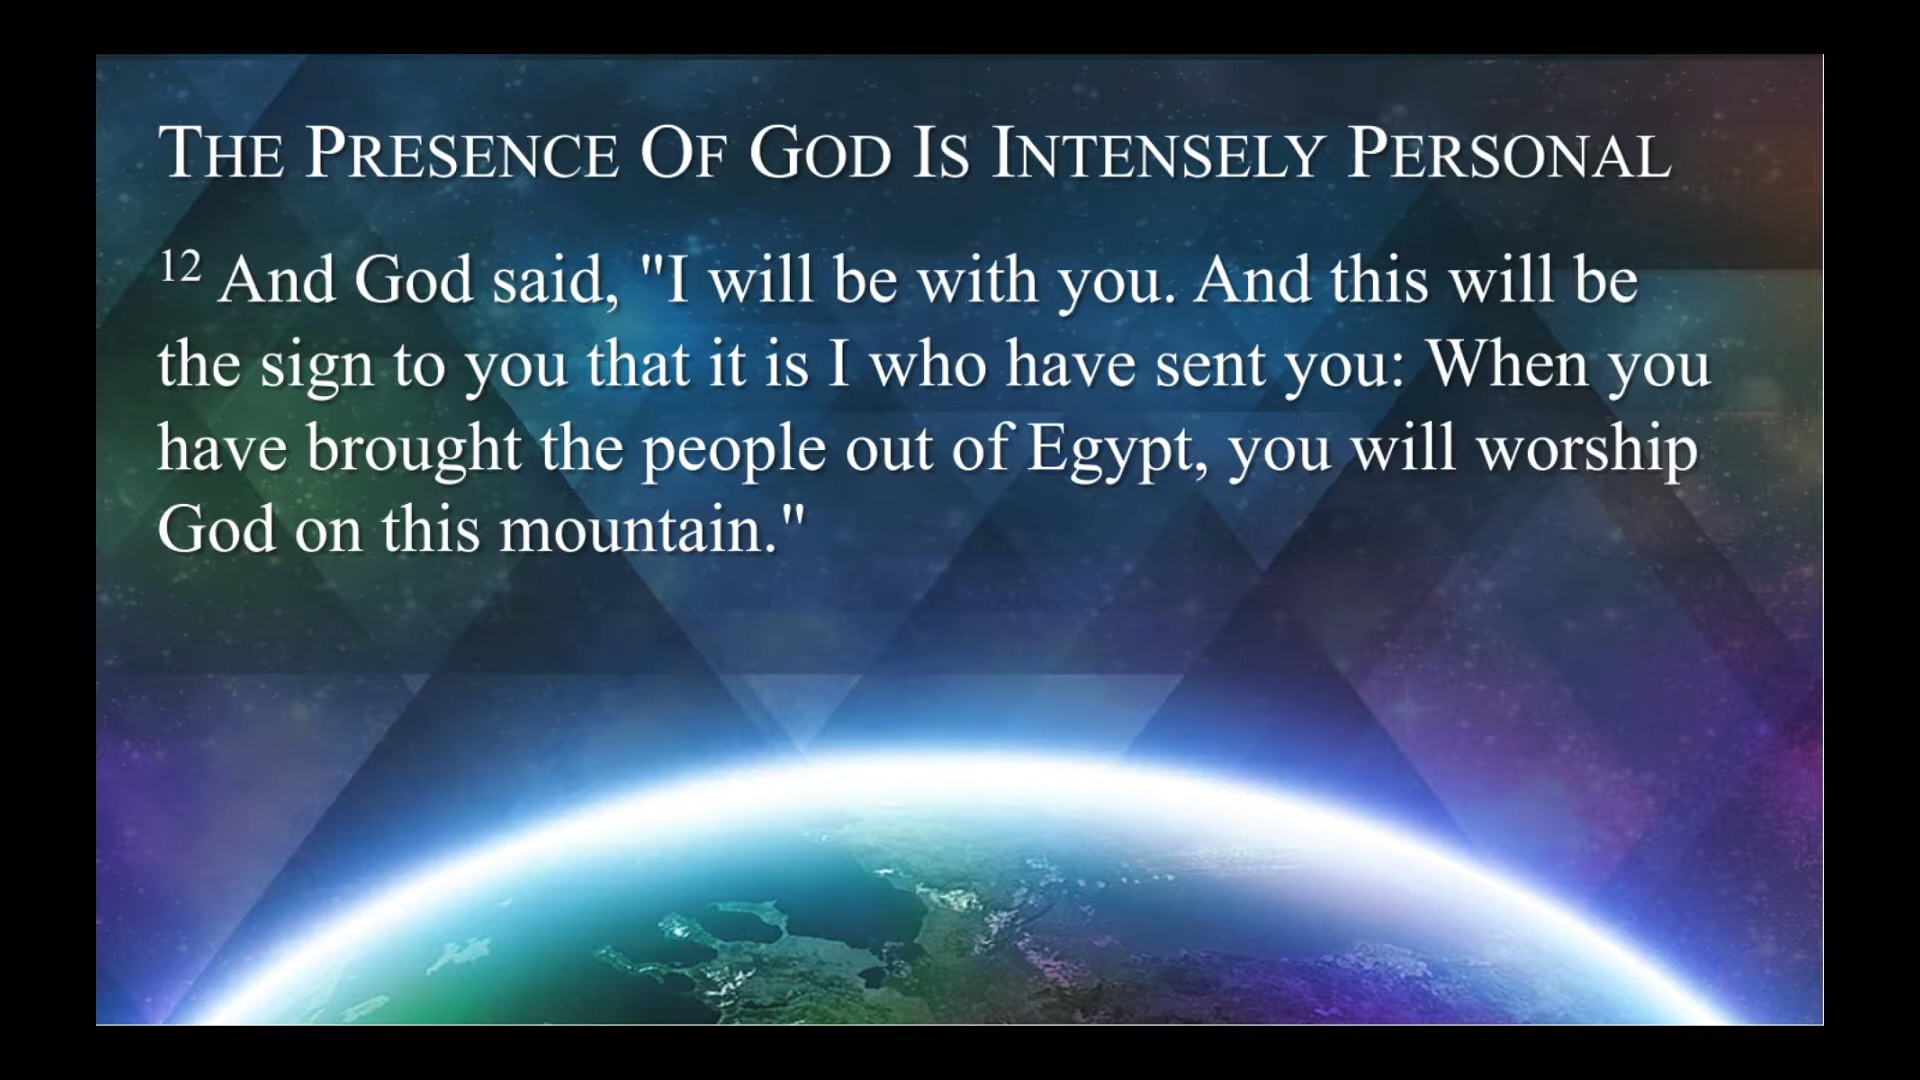 The Presence Of God Is Intensely Personal
12 And God said, "I will be with you. And this will be
the sign to you that it is I who have sent you: When you
have brought the people out of Egypt, you will worship
God on this mountain."